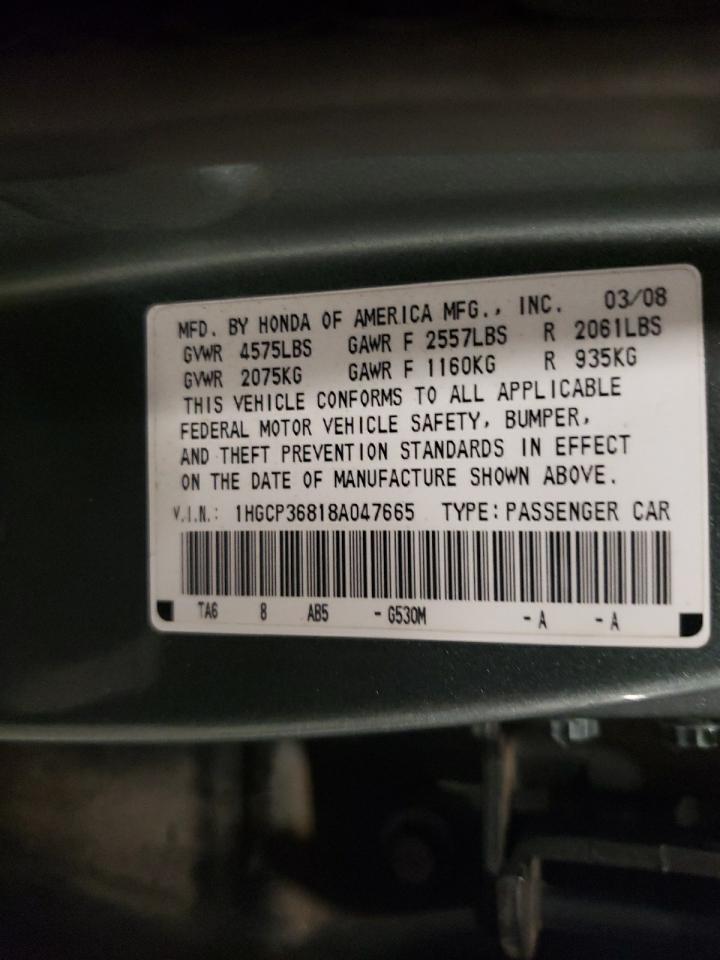 MFD. BY HONDA OF AMERICA MFG., INC. 03/08
GVWR 4575LBS GAWR F 2557LBS R 2061LBS
GVWR 2075KG GAWR F 1160KG R 935KG
THIS VEHICLE CONFORMS TO ALL APPLICABLE
FEDERAL MOTOR VEHICLE SAFETY, BUMPER,
AND THEFT PREVENTION STANDARDS IN EFFECT
ON THE DATE OF MANUFACTURE SHOWN ABOVE.
V.I.N.: 1HGCP36818A047665 TYPE: PASSENGER CAR
TA6 8 AB5 - G530M - A - A